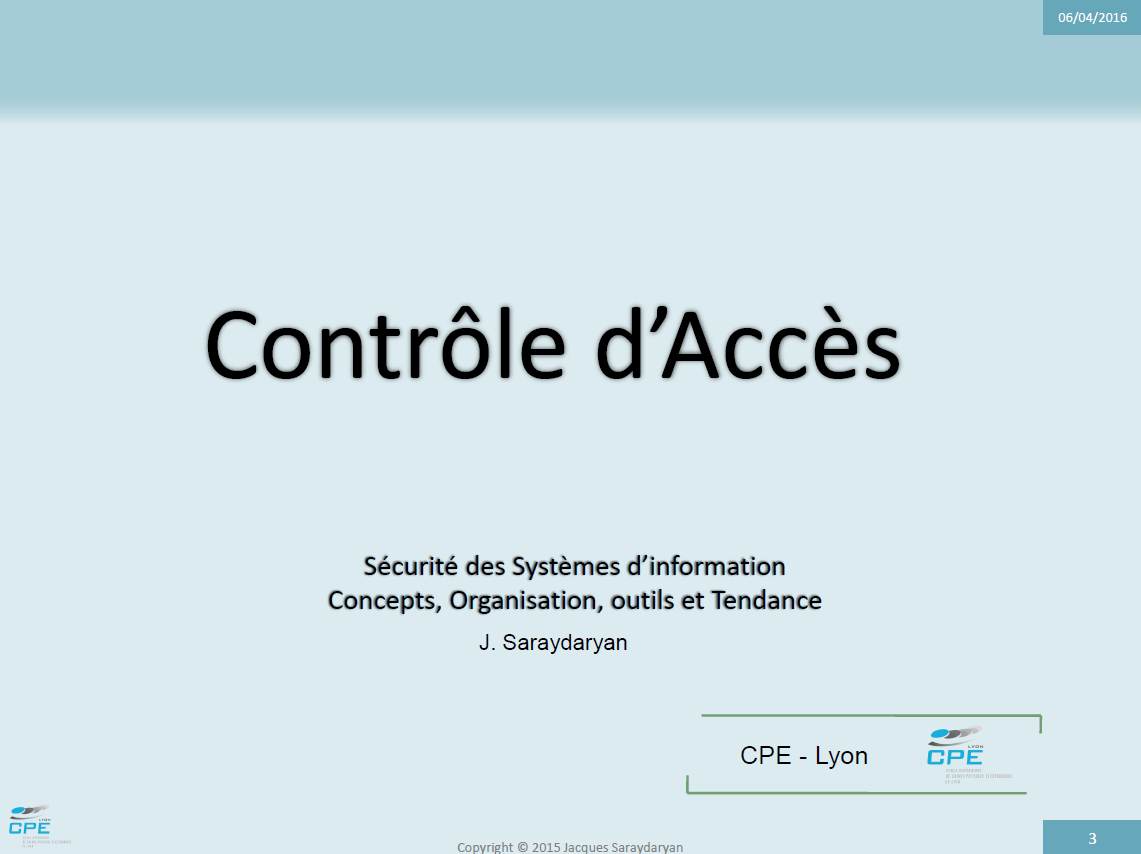 06/04/2016
Contrôle d’Accès
Sécurité des Systèmes d’information
Concepts, Organisation, outils et Tendance
J. Saraydaryan
CPE - Lyon
LYON
CPE
LYON
CPE
Copyright © 2015 Jacques Saraydaryan
3